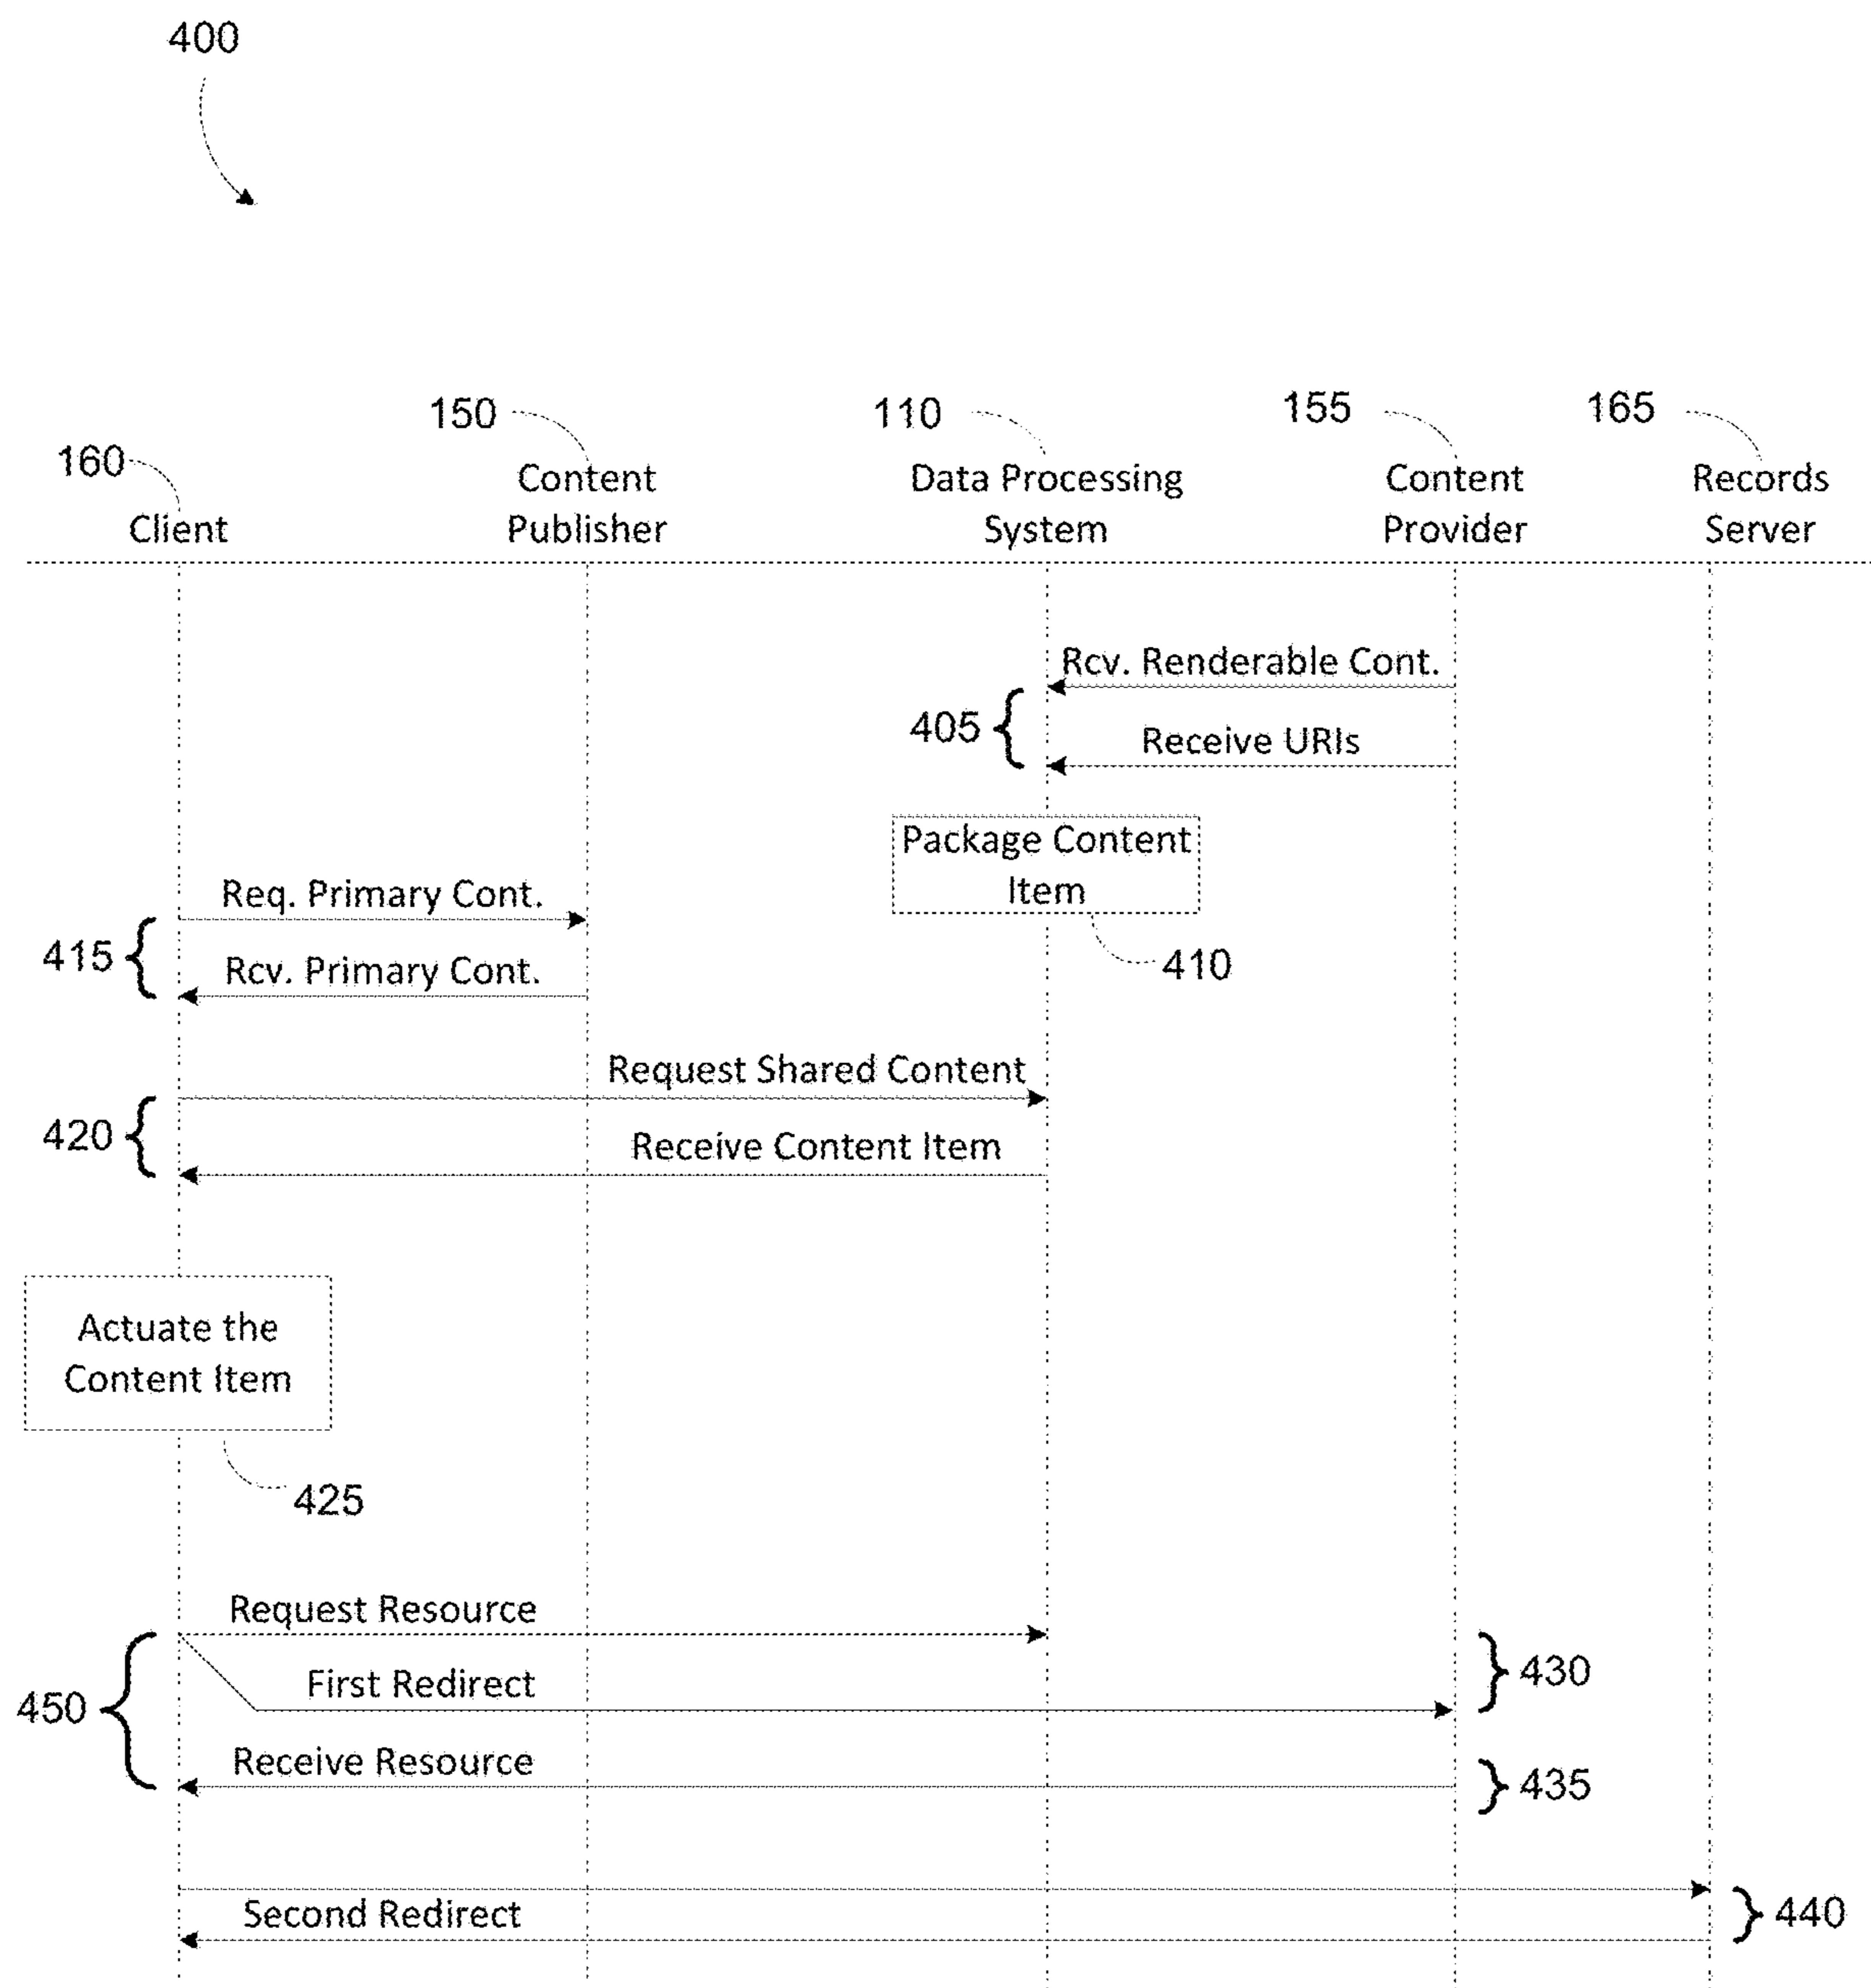 400
150
110
155
165
160
Content
Data Processing
Content
Records
Client
Publisher
System
Provider
Server
Rcv. Renderable Cont.
405
Receive URIs
Package Content
Item
410
Req. Primary Cont.
415
Rcv. Primary Cont.
Request Shared Content
420
Receive Content Item
Actuate the
Content Item
425
Request Resource
430
First Redirect
450
Receive Resource
435
Second Redirect
440